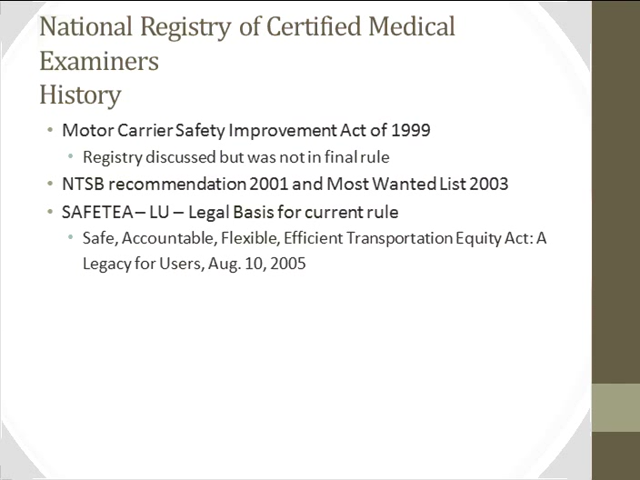 National Registry of Certified Medical
Examiners
History
• Motor Carrier Safety Improvement Act of 1999
• Registry discussed but was not in final rule
• NTSB recommendation 2001 and Most Wanted List 2003
• SAFETEA – LU – Legal Basis for current rule
• Safe, Accountable, Flexible, Efficient Transportation Equity Act: A
Legacy for Users, Aug. 10, 2005